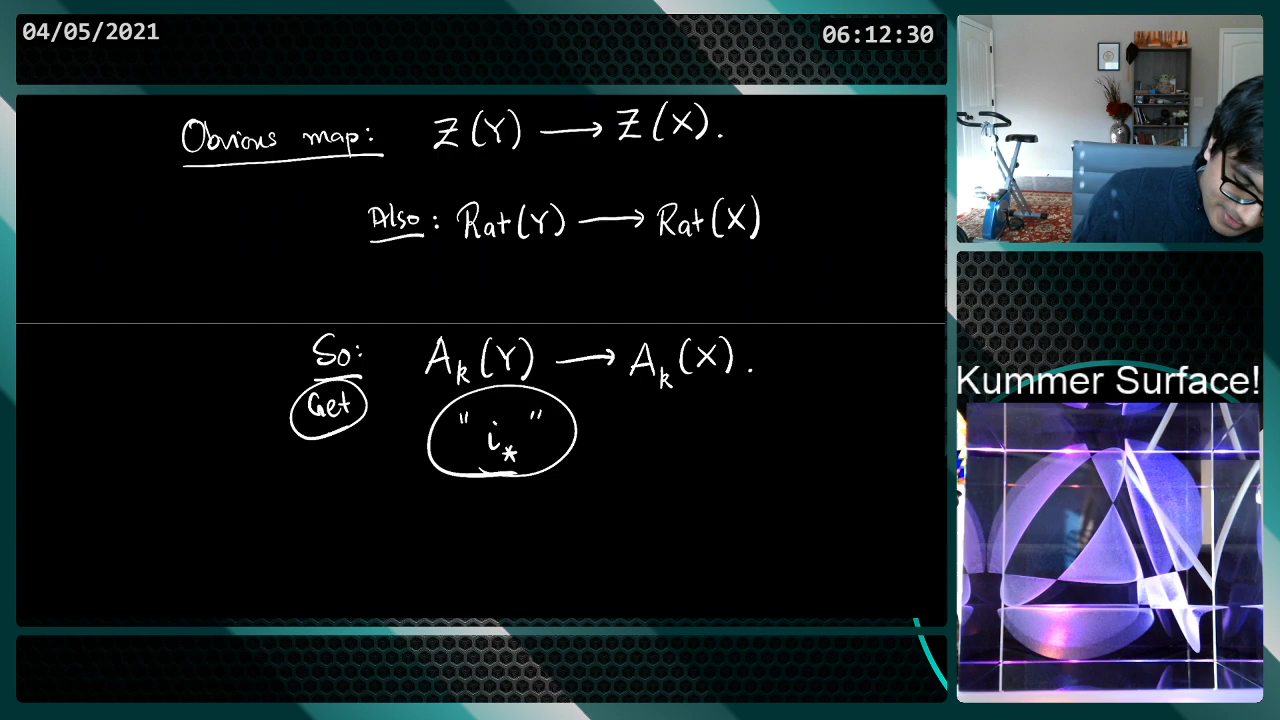 04/05/2021
06:12:30
Obvious map: Z(Y) → Z(X).
Also: Rat(Y) → Rat(X)
So: A_k(Y) → A_k(X).
Get " i_* "
Kummer Surface!